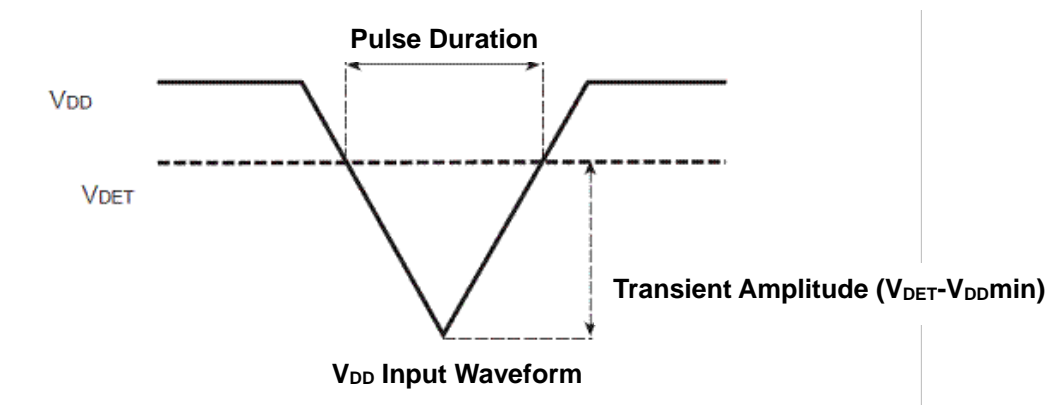 Pulse Duration
VDD
VDET
Transient Amplitude (VDET-VDDmin)
VDD Input Waveform